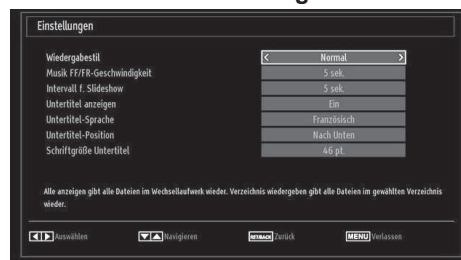 Einstellungen
Wiedergabestil < Normal >
Musik FF/FR-Geschwindigkeit 5 sek.
Intervall f. Slideshow 5 sek.
Untertitel anzeigen Ein
Untertitel-Sprache Französisch
Untertitel-Position Nach Unten
Schriftgröße Untertitel 46 pt.
Alle anzeigen gibt alle Dateien im Wechsellaufwerk wieder. Verzeichnis wiedergeben gibt alle Dateien im gewählten Verzeichnis
wieder.
Auswählen Navigieren RET/BACK Zurück MENU Verlassen